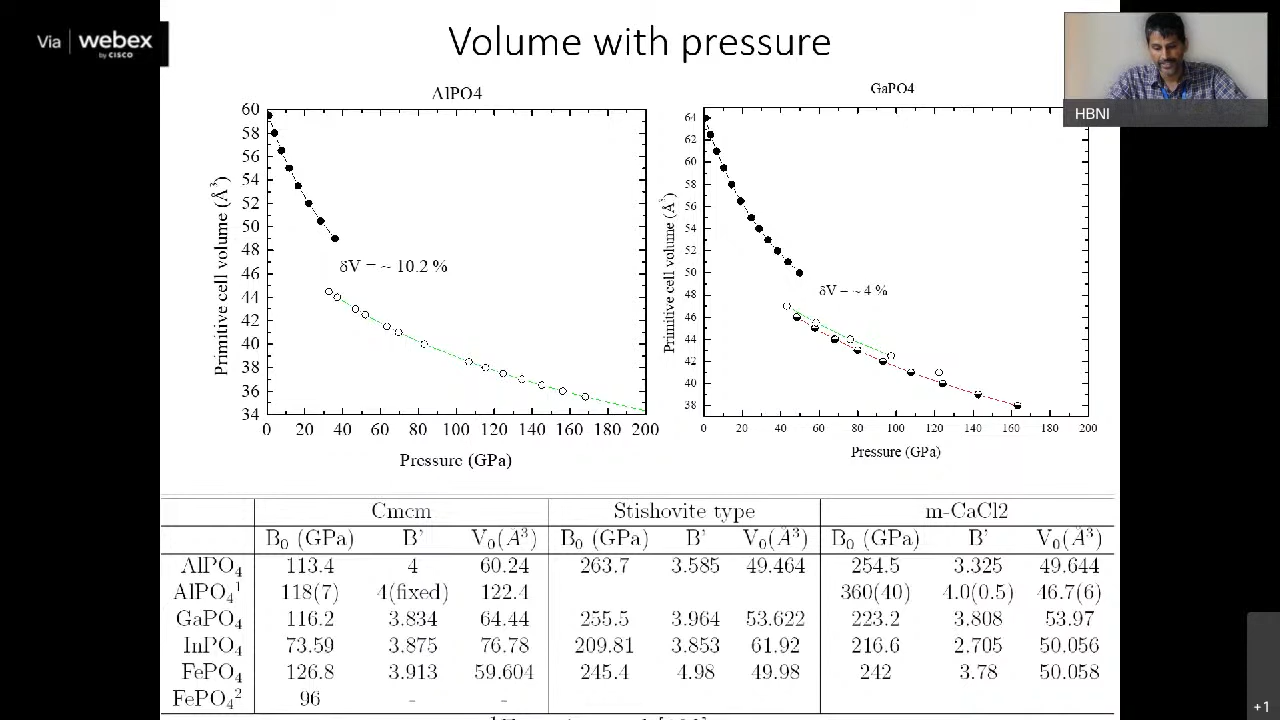 Via webex
by CISCO
Volume with pressure
HBNI
AlPO4
60
58
56
54
52
50
48
46
44
42
40
38
36
34
0 20 40 60 80 100 120 140 160 180 200
Primitive cell volume (Å³)
Pressure (GPa)
δV = ~ 10.2 %
GaPO4
64
62
60
58
56
54
52
50
48
46
44
42
40
38
0 20 40 60 80 100 120 140 160 180 200
Primitive cell volume (Å³)
Pressure (GPa)
δV = ~ 4 %
Cmcm Stishovite type m-CaCl2
B₀ (GPa) B' V₀(Å³) B₀ (GPa) B' V₀(Å³) B₀ (GPa) B' V₀(Å³)
AlPO₄ 113.4 4 60.24 263.7 3.585 49.464 254.5 3.325 49.644
AlPO₄¹ 118(7) 4(fixed) 122.4 360(40) 4.0(0.5) 46.7(6)
GaPO₄ 116.2 3.834 64.44 255.5 3.964 53.622 223.2 3.808 53.97
InPO₄ 73.59 3.875 76.78 209.81 3.853 61.92 216.6 2.705 50.056
FePO₄ 126.8 3.913 59.604 245.4 4.98 49.98 242 3.78 50.058
FePO₄² 96 - -
+1